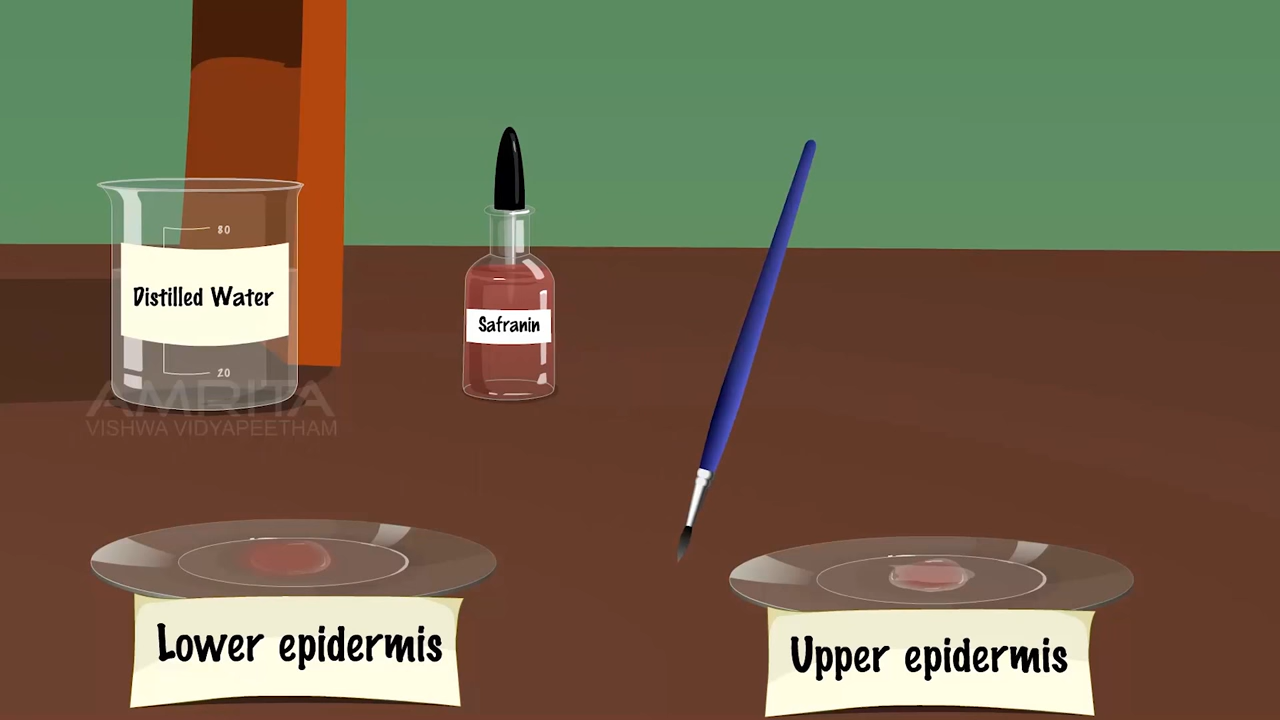 80
Distilled Water
20
Safranin
AMRITA
VISHWA VIDYAPEETHAM
Lower epidermis
Upper epidermis